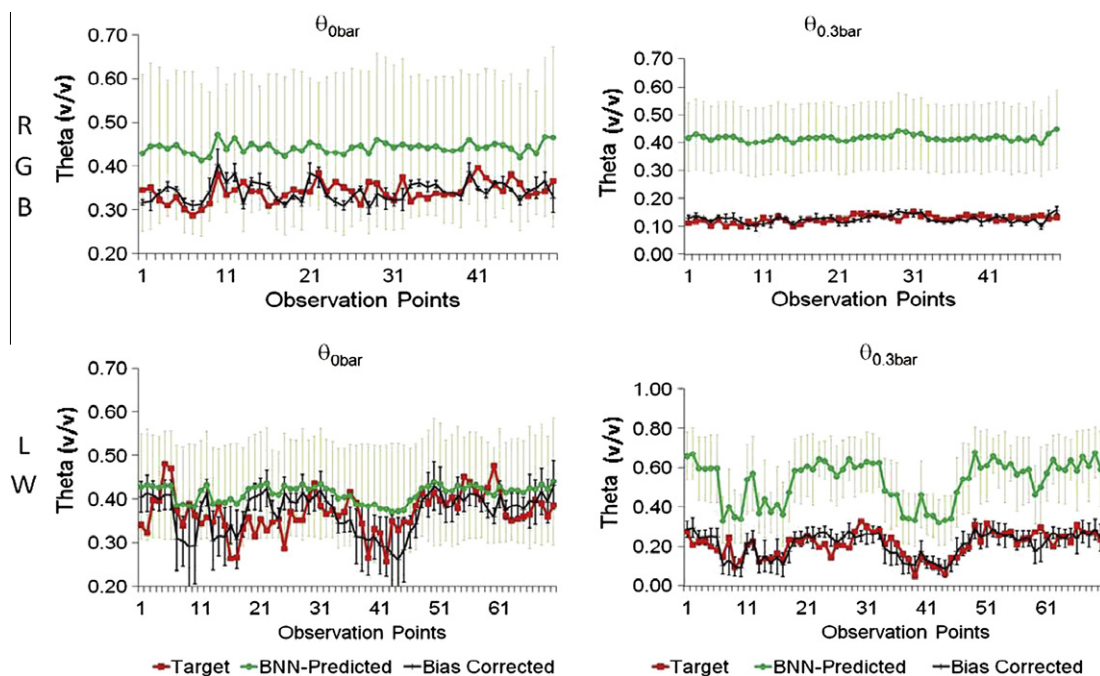 θ0bar
θ0.3bar
R
G
B
Theta (v/v)
0.70
0.60
0.50
0.40
0.30
0.20
1
11
21
31
41
Observation Points
Theta (v/v)
0.70
0.60
0.50
0.40
0.30
0.20
0.10
0.00
1
11
21
31
41
Observation Points
θ0bar
θ0.3bar
L
W
Theta (v/v)
0.70
0.60
0.50
0.40
0.30
0.20
1
11
21
31
41
51
61
Observation Points
Theta (v/v)
1.00
0.80
0.60
0.40
0.20
0.00
1
11
21
31
41
51
61
Observation Points
Target BNN-Predicted Bias Corrected
Target BNN-Predicted Bias Corrected